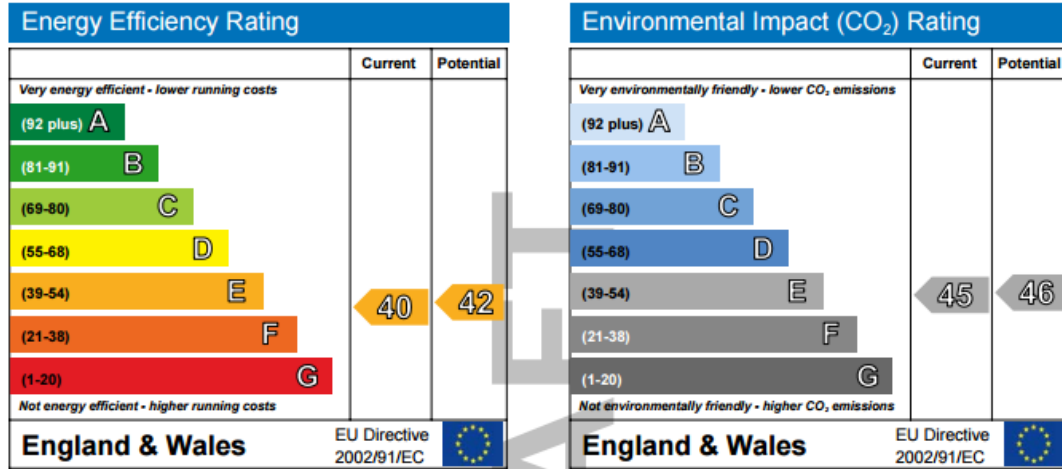 Energy Efficiency Rating
Current Potential
Very energy efficient - lower running costs
(92 plus) A
(81-91) B
(69-80) C
(55-68) D
(39-54) E
(21-38) F
(1-20) G
40
42
Not energy efficient - higher running costs
England & Wales
EU Directive
2002/91/EC
Environmental Impact (CO₂) Rating
Current Potential
Very environmentally friendly - lower CO₂ emissions
(92 plus) A
(81-91) B
(69-80) C
(55-68) D
(39-54) E
(21-38) F
(1-20) G
45
46
Not environmentally friendly - higher CO₂ emissions
England & Wales
EU Directive
2002/91/EC